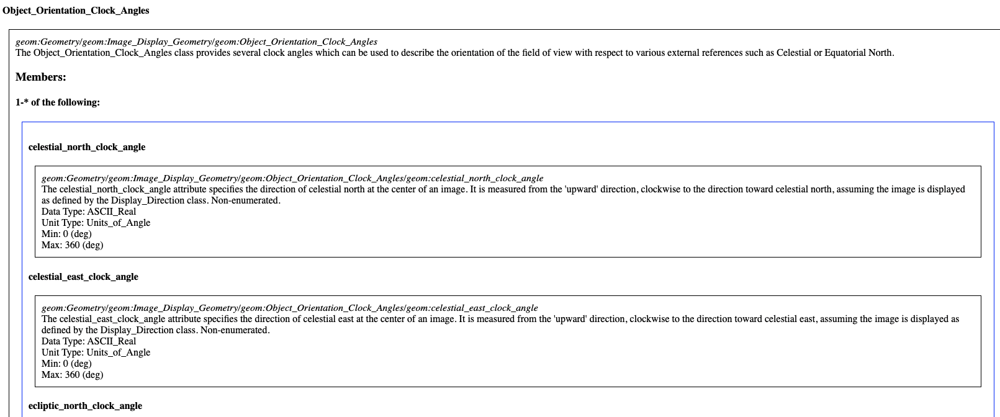 Object_Orientation_Clock_Angles
geom:Geometry/geom:Image_Display_Geometry/geom:Object_Orientation_Clock_Angles
The Object_Orientation_Clock_Angles class provides several clock angles which can be used to describe the orientation of the field of view with respect to various external references such as Celestial or Equatorial North.
Members:
1-* of the following:
celestial_north_clock_angle
geom:Geometry/geom:Image_Display_Geometry/geom:Object_Orientation_Clock_Angles/geom:celestial_north_clock_angle
The celestial_north_clock_angle attribute specifies the direction of celestial north at the center of an image. It is measured from the 'upward' direction, clockwise to the direction toward celestial north, assuming the image is displayed
as defined by the Display_Direction class. Non-enumerated.
Data Type: ASCII_Real
Unit Type: Units_of_Angle
Min: 0 (deg)
Max: 360 (deg)
celestial_east_clock_angle
geom:Geometry/geom:Image_Display_Geometry/geom:Object_Orientation_Clock_Angles/geom:celestial_east_clock_angle
The celestial_east_clock_angle attribute specifies the direction of celestial east at the center of an image. It is measured from the 'upward' direction, clockwise to the direction toward celestial east, assuming the image is displayed as
defined by the Display_Direction class. Non-enumerated.
Data Type: ASCII_Real
Unit Type: Units_of_Angle
Min: 0 (deg)
Max: 360 (deg)
ecliptic_north_clock_angle